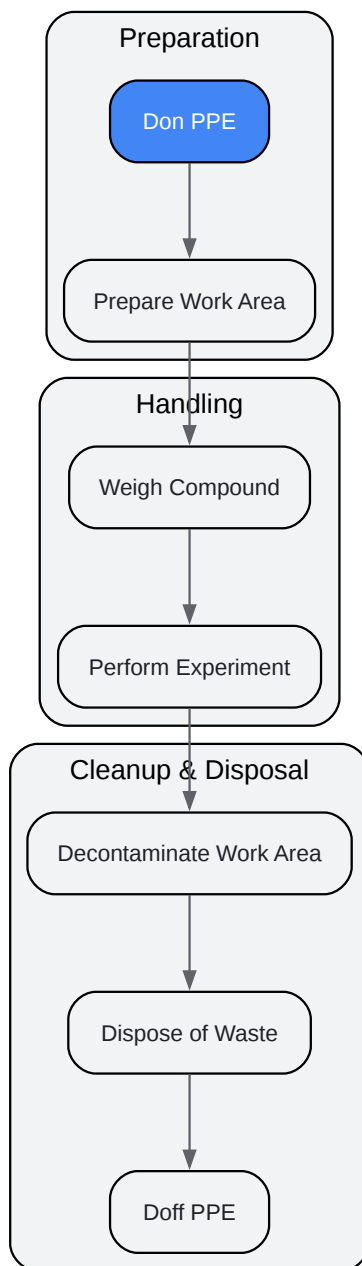 Preparation
Don PPE
Prepare Work Area
Handling
Weigh Compound
Perform Experiment
Cleanup & Disposal
Decontaminate Work Area
Dispose of Waste
Doff PPE